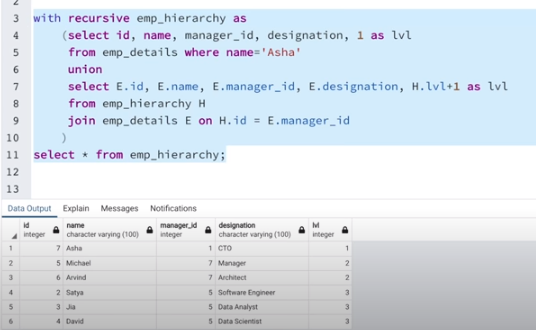 2
3 with recursive emp_hierarchy as
4 (select id, name, manager_id, designation, 1 as lvl
5 from emp_details where name='Asha'
6 union
7 select E.id, E.name, E.manager_id, E.designation, H.lvl+1 as lvl
8 from emp_hierarchy H
9 join emp_details E on H.id = E.manager_id
10 )
11 select * from emp_hierarchy;
12
13
Data Output Explain Messages Notifications
id name manager_id designation lvl
integer character varying (100) integer character varying (100) integer
1 7 Asha 1 CTO 1
2 5 Michael 7 Manager 2
3 6 Arvind 7 Architect 2
4 2 Satya 5 Software Engineer 3
5 3 Jia 5 Data Analyst 3
6 4 David 5 Data Scientist 3